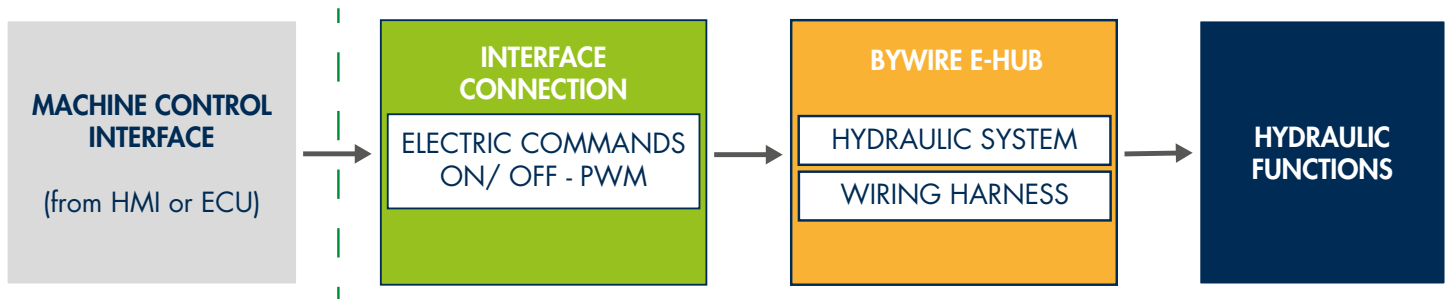 MACHINE CONTROL
INTERFACE
(from HMI or ECU)
INTERFACE
CONNECTION
ELECTRIC COMMANDS
ON/ OFF - PWM
BYWIRE E-HUB
HYDRAULIC SYSTEM
WIRING HARNESS
HYDRAULIC
FUNCTIONS